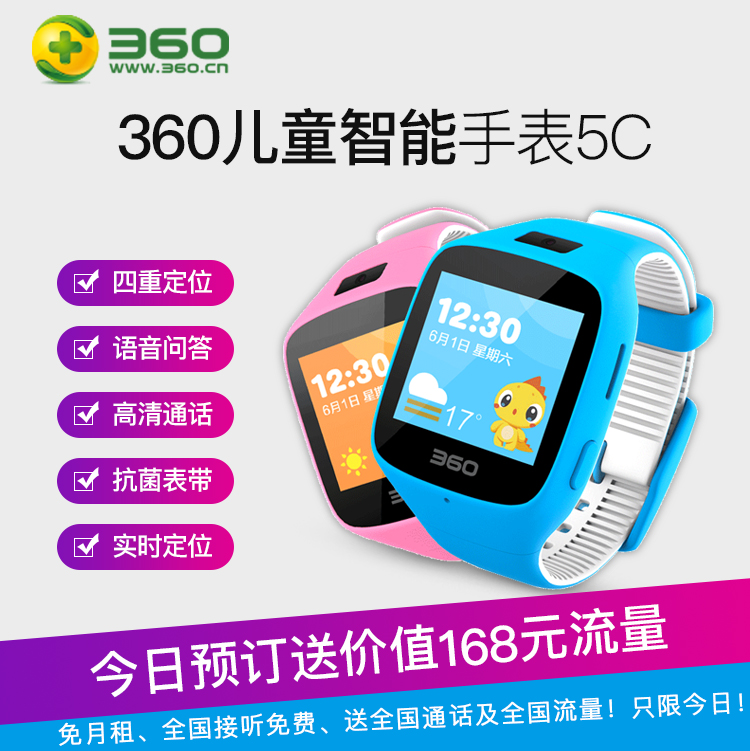 360
www.360.cn
360儿童智能手表5C
四重定位
语音问答
高清通话
抗菌表带
实时定位
12:30
6月1日 星期六
12:30
6月1日 星期六
17°
360
36
今日预订送价值168元流量
免月租、全国接听免费、送全国通话及全国流量！只限今日！